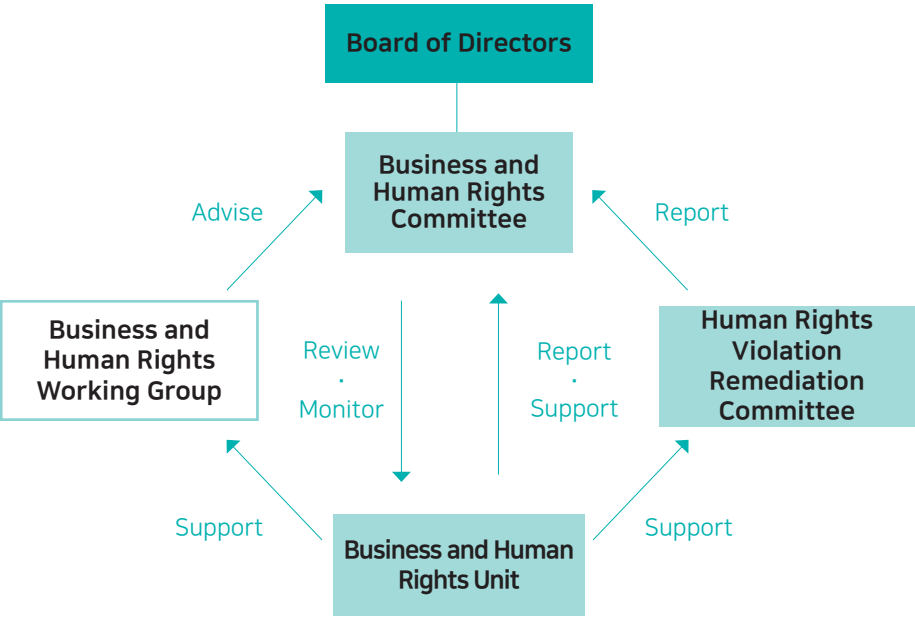 Board of Directors
Business and
Human Rights
Committee
Advise
Report
Business and
Human Rights
Working Group
Review
·
Monitor
Report
·
Support
Human Rights
Violation
Remediation
Committee
Support
Support
Business and Human
Rights Unit